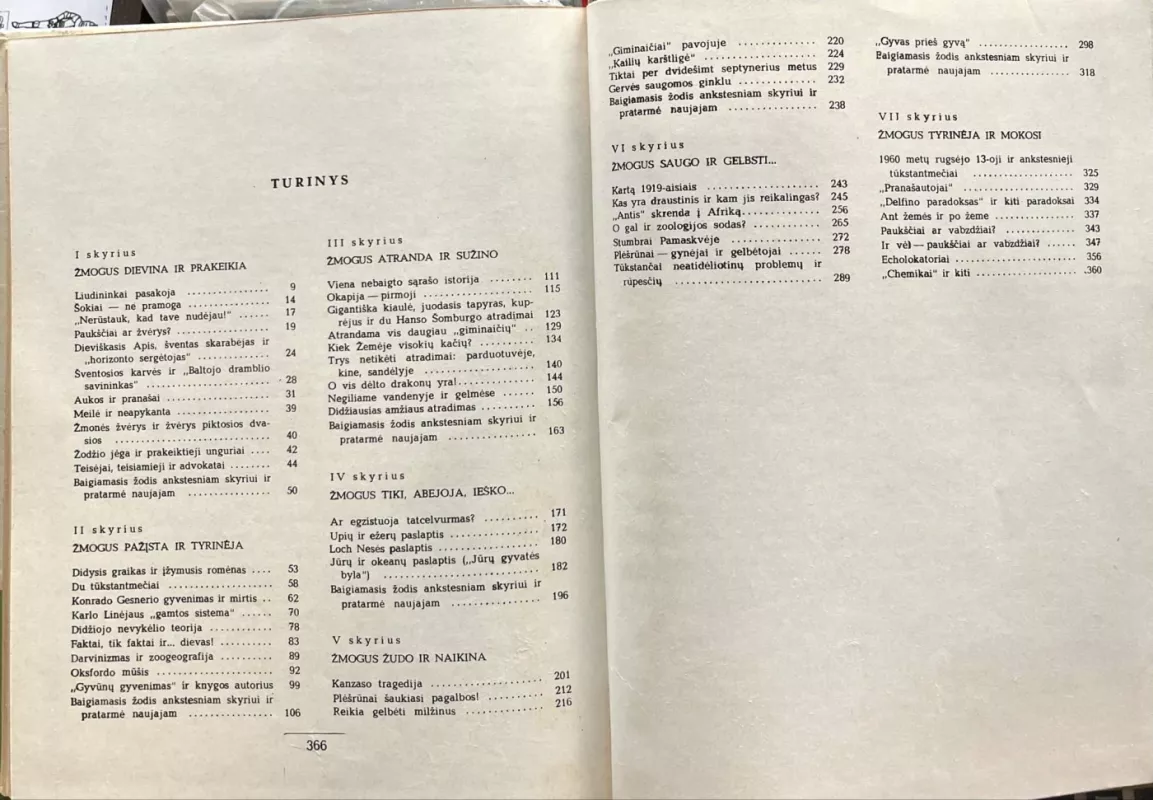 TURINYS
I skyrius
ŽMOGUS DIEVINA IR PRAKEIKIA
Liudininkai pasakoja ............... 9
Šokiai — ne pramoga ............... 14
„Nerūstauk, kad tave nudėjau!“ ...... 17
Paukščiai ar žvėrys? ................. 19
Dieviškasis Apis, šventas skarabėjas ir
„horizonto sergėtojas“ ............. 24
Šventosios karvės ir „Baltojo dramblio
savininkas“ ...................... 28
Aukos ir pranašai ................... 31
Meilė ir neapykanta ................. 39
Žmonės žvėrys ir žvėrys piktosios dva-
sios ............................ 40
Žodžio jėga ir prakeiktieji unguriai .... 42
Teisėjai, teisiamieji ir advokatai ........ 44
Baigiamasis žodis ankstesniam skyriui ir
pratarmė naujajam ............... 50
II skyrius
ŽMOGUS PAŽĮSTA IR TYRINĖJA
Didysis graikas ir įžymusis romėnas .... 53
Du tūkstantmečiai ................... 58
Konrado Gesnerio gyvenimas ir mirtis .. 62
Karlo Linėjaus „gamtos sistema“ ...... 70
Didžiojo nevykėlio teorija ............ 78
Faktai, tik faktai ir... dievas! .......... 83
Darvinizmas ir zoogeografija .......... 89
Oksfordo mūšis ..................... 92
„Gyvūnų gyvenimas“ ir knygos autorius 99
Baigiamasis žodis ankstesniam skyriui ir
pratarmė naujajam ................ 106
III skyrius
ŽMOGUS ATRANDA IR SUŽINO
Viena nebaigto sąrašo istorija ........ 111
Okapija — pirmoji .................. 115
Gigantiška kiaulė, juodasis tapyras, kup-
rėjus ir du Hanso Šomburgo atradimai 123
Atrandama vis daugiau „giminaičių“ .. 129
Kiek Žemėje visokių kačių? .......... 134
Trys netikėti atradimai: parduotuvėje,
kine, sandėlyje ................... 140
O vis dėlto drakonų yra! .............. 144
Negiliame vandenyje ir gelmėse ...... 150
Didžiausias amžiaus atradimas .......... 156
Baigiamasis žodis ankstesniam skyriui ir
pratarmė naujajam ................ 163
IV skyrius
ŽMOGUS TIKI, ABEJOJA, IEŠKO...
Ar egzistuoja tatcelvurmas? .......... 171
Upių ir ežerų paslaptis ................ 172
Loch Nesės paslaptis .................. 180
Jūrų ir okeanų paslaptis („Jūrų gyvatės
byla“) ............................ 182
Baigiamasis žodis ankstesniam skyriui ir
pratarmė naujajam ................ 196
V skyrius
ŽMOGUS ŽUDO IR NAIKINA
Kanzaso tragedija .................... 201
Plėšrūnai šaukiasi pagalbos! .......... 212
Reikia gelbėti milžinus .............. 216
366
„Giminaičiai“ pavojuje .............. 220
„Kailių karštligė“ .................... 224
Tiktai per dvidešimt septynerius metus 229
Gervės saugomos ginklu .............. 232
Baigiamasis žodis ankstesniam skyriui ir
pratarmė naujajam ................ 238
VI skyrius
ŽMOGUS SAUGO IR GELBSTI...
Kartą 1919-aisiais .................... 243
Kas yra draustinis ir kam jis reikalingas? 245
„Antis“ skrenda į Afriką.............. 256
O gal ir zoologijos sodas? ............ 265
Stumbrai Pamaskvėje ................ 272
Plėšrūnai — gynėjai ir gelbėtojai ...... 278
Tūkstančai neatidėliotinų problemų ir
rūpesčių ........................ 289
„Gyvas prieš gyvą“ .................. 298
Baigiamasis žodis ankstesniam skyriui ir
pratarmė naujajam ................ 318
VII skyrius
ŽMOGUS TYRINĖJA IR MOKOSI
1960 metų rugsėjo 13-oji ir ankstesnieji
tūkstantmečiai .................... 325
„Pranašautojai“ ...................... 329
„Delfino paradoksas“ ir kiti paradoksai 334
Ant žemės ir po žeme ................ 337
Paukščiai ar vabzdžiai? .............. 343
Ir vėl — paukščiai ar vabzdžiai? ...... 347
Echolokatoriai ...................... 356
„Chemikai“ ir kiti .................... 360